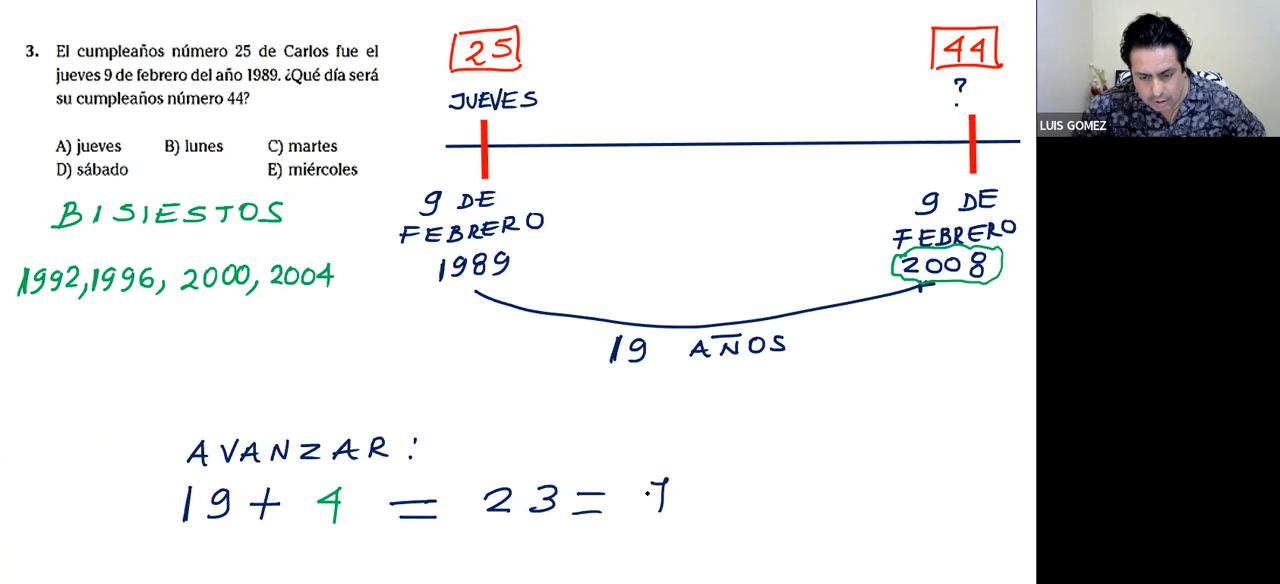 3. El cumpleaños número 25 de Carlos fue el
jueves 9 de febrero del año 1989. ¿Qué día será
su cumpleaños número 44?
A) jueves B) lunes C) martes
D) sábado E) miércoles
BISIESTOS
1992,1996, 2000, 2004
25
JUEVES
9 DE
FEBRERO
1989
44
?
9 DE
FEBRERO
2008
19 AÑOS
AVANZAR:
19+ 4 = 23 =
LUIS GOMEZ